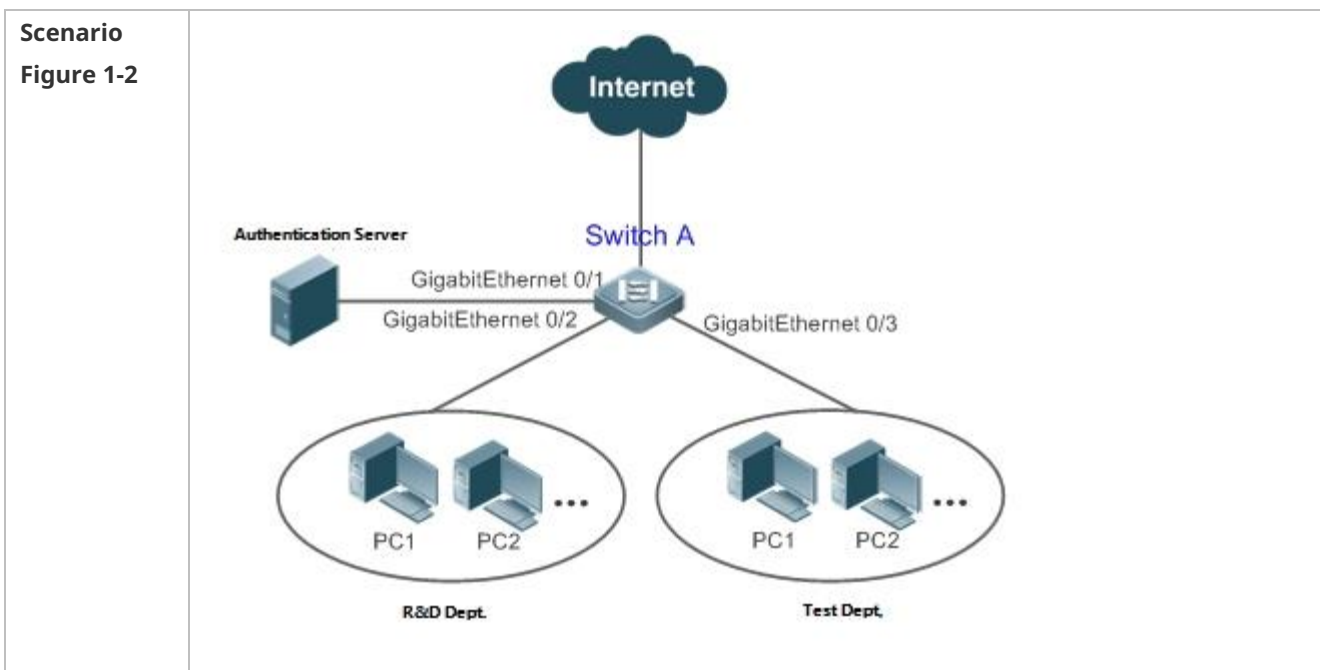 Scenario
Figure 1-2
Internet
Authentication Server
Switch A
GigabitEthernet 0/1
GigabitEthernet 0/2
GigabitEthernet 0/3
PC1
PC2
...
PC1
PC2
...
R&D Dept.
Test Dept,